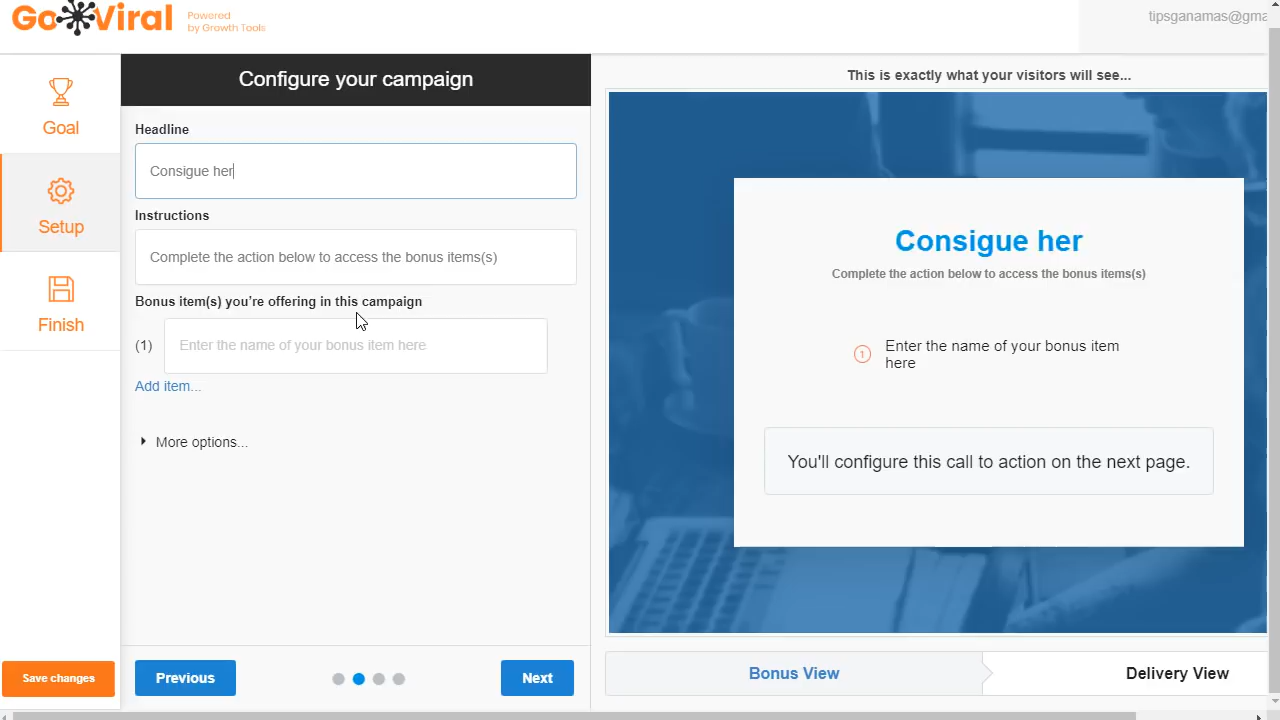 Go Viral
Powered
by Growth Tools
tipsganamas@gma
Goal
Setup
Finish
Save changes
Configure your campaign
Headline
Consigue her
Instructions
Complete the action below to access the bonus items(s)
Bonus item(s) you're offering in this campaign
(1)
Enter the name of your bonus item here
Add item...
More options...
Previous
Next
This is exactly what your visitors will see...
Consigue her
Complete the action below to access the bonus items(s)
1
Enter the name of your bonus item
here
You'll configure this call to action on the next page.
Bonus View
Delivery View